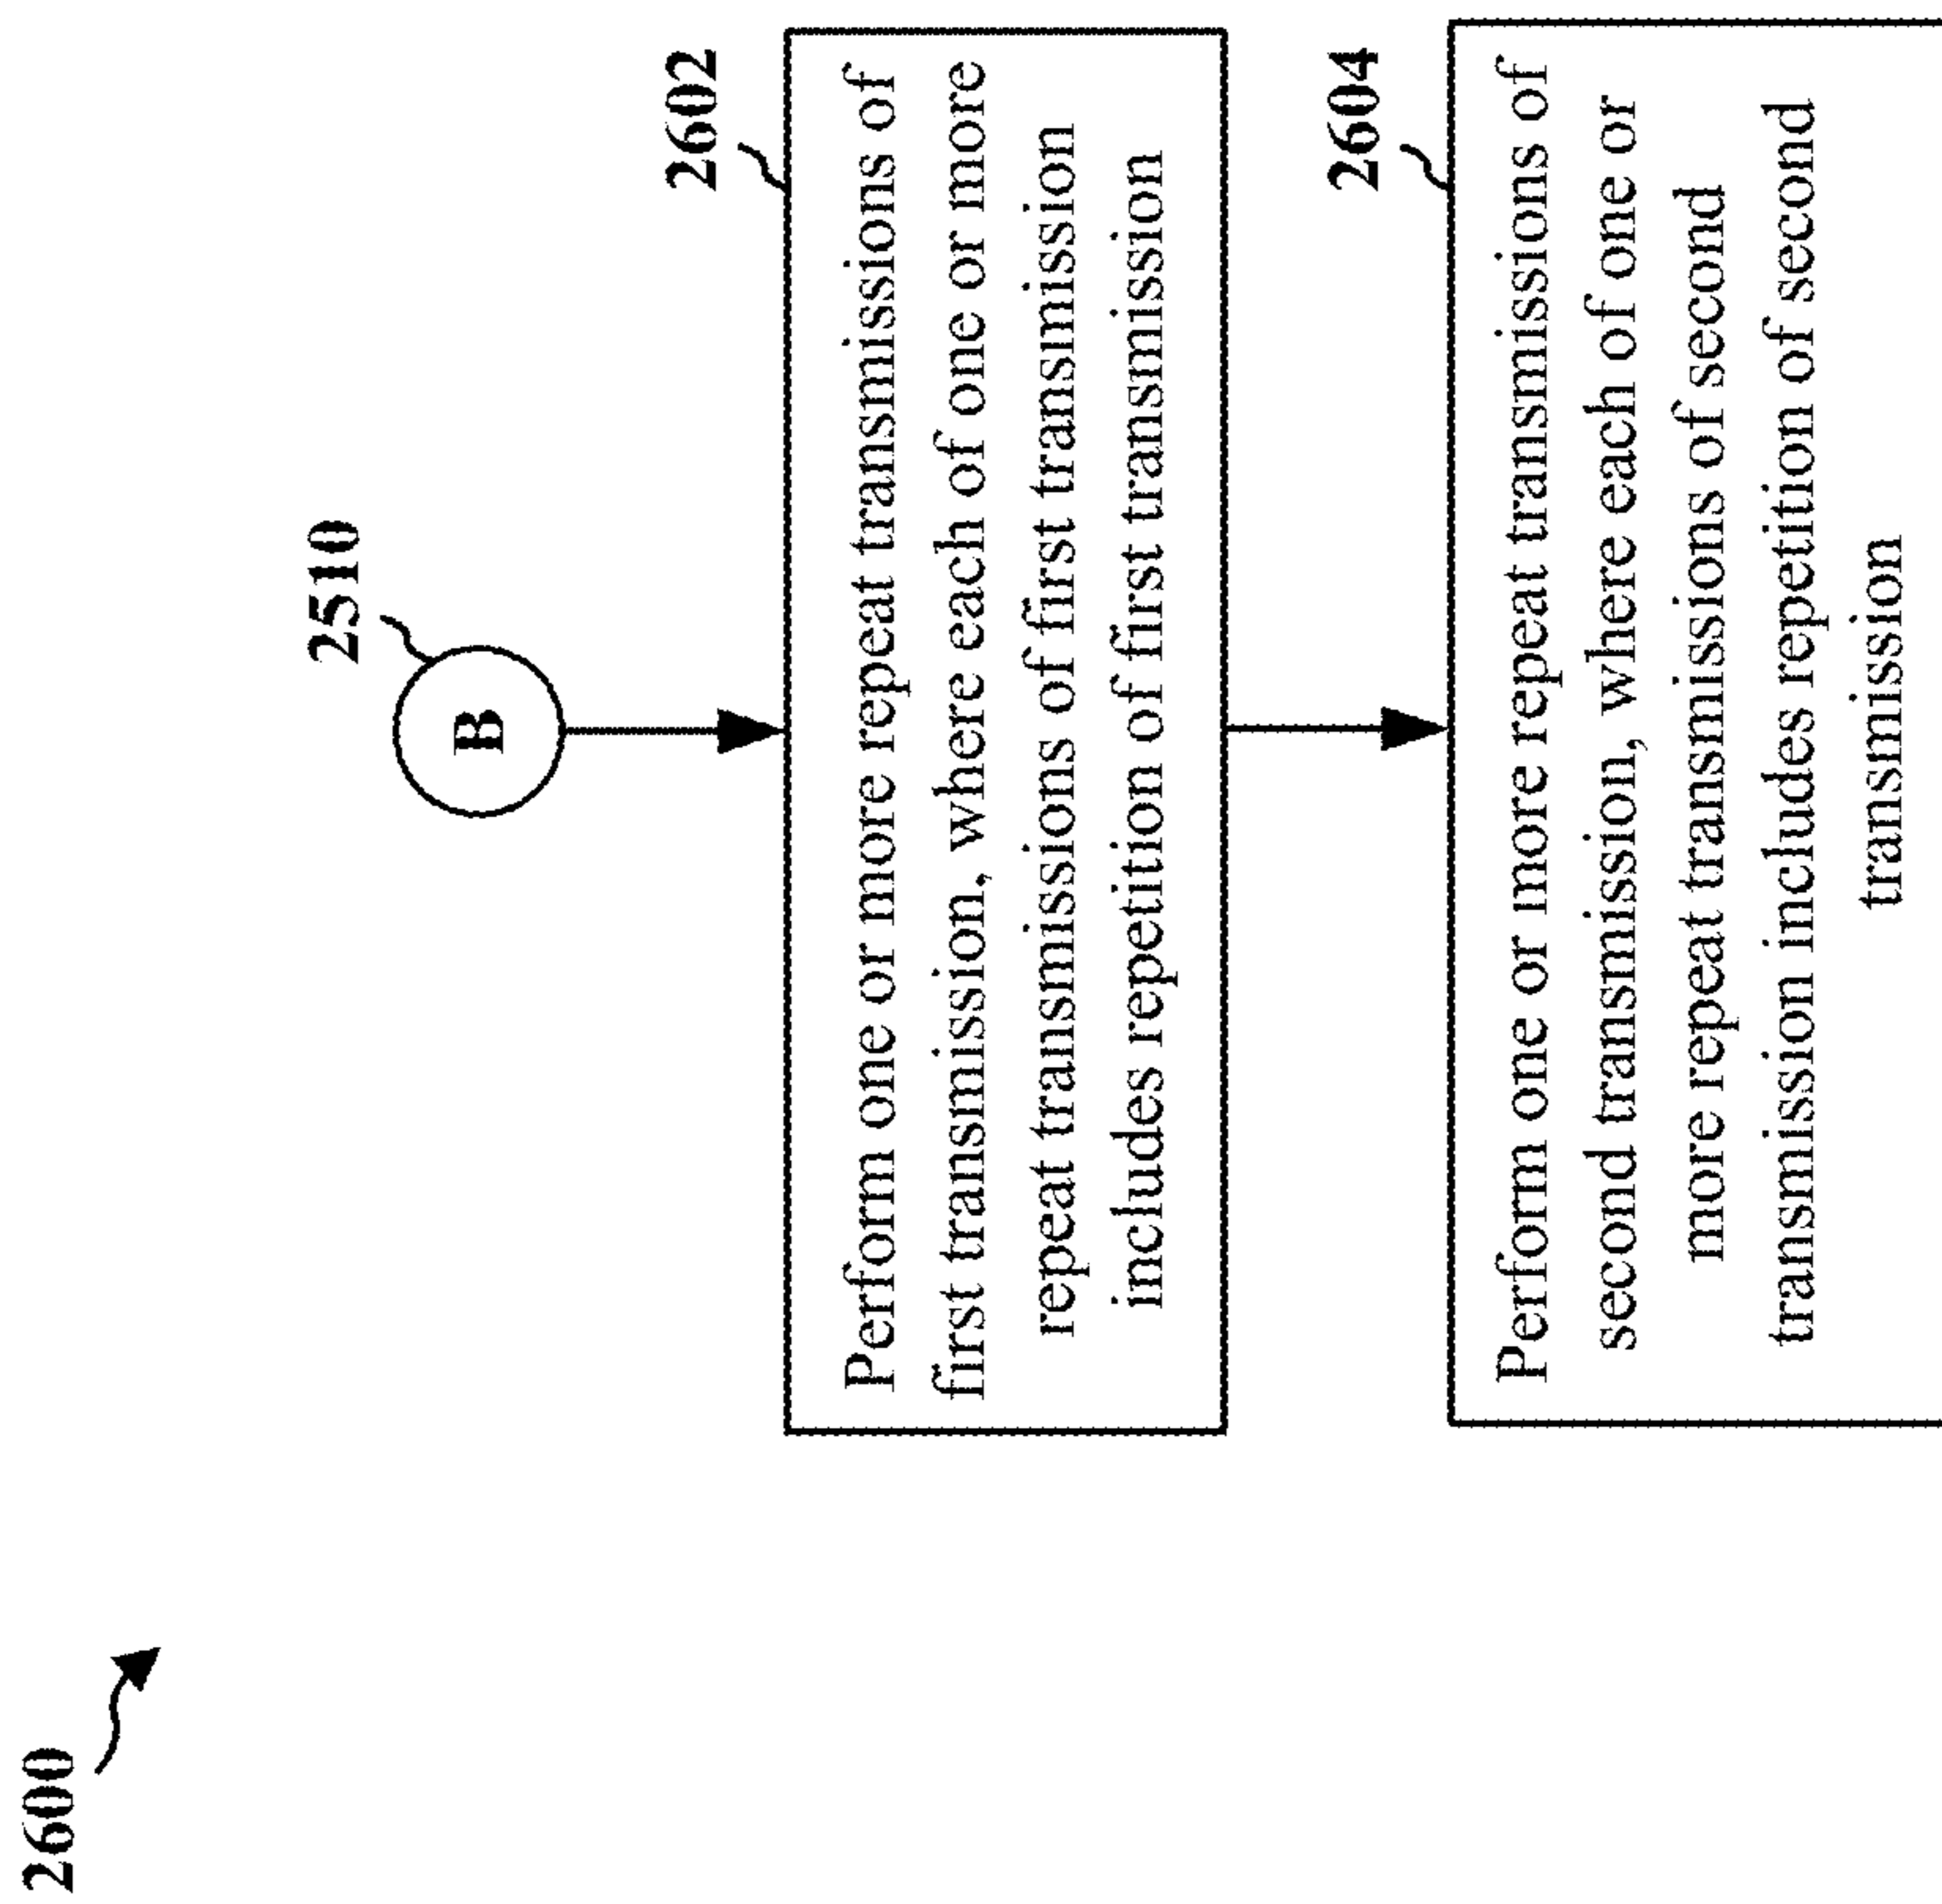 2600
2510
B
2602
Perform one or more repeat transmissions of
first transmission, where each of one or more
repeat transmissions of first transmission
includes repetition of first transmission
2604
Perform one or more repeat transmissions of
second transmission, where each of one or
more repeat transmissions of second
transmission includes repetition of second
transmission